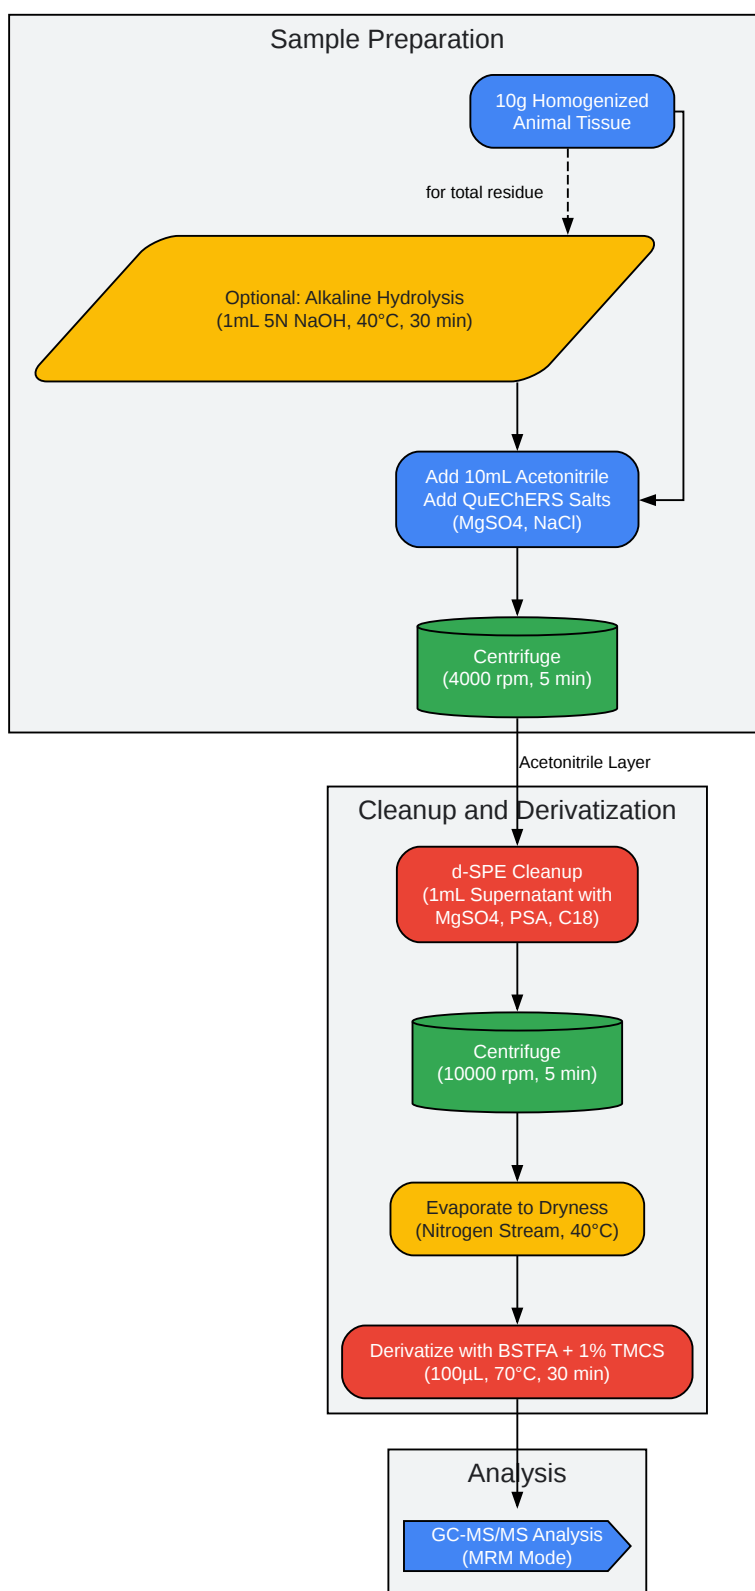 Sample Preparation
10g Homogenized
Animal Tissue
for total residue
Optional: Alkaline Hydrolysis
(1mL 5N NaOH, 40°C, 30 min)
Add 10mL Acetonitrile
Add QuEChERS Salts
(MgSO4, NaCl)
Centrifuge
(4000 rpm, 5 min)
Acetonitrile Layer
Cleanup and Derivatization
d-SPE Cleanup
(1mL Supernatant with
MgSO4, PSA, C18)
Centrifuge
(10000 rpm, 5 min)
Evaporate to Dryness
(Nitrogen Stream, 40°C)
Derivatize with BSTFA + 1% TMCS
(100µL, 70°C, 30 min)
Analysis
GC-MS/MS Analysis
(MRM Mode)